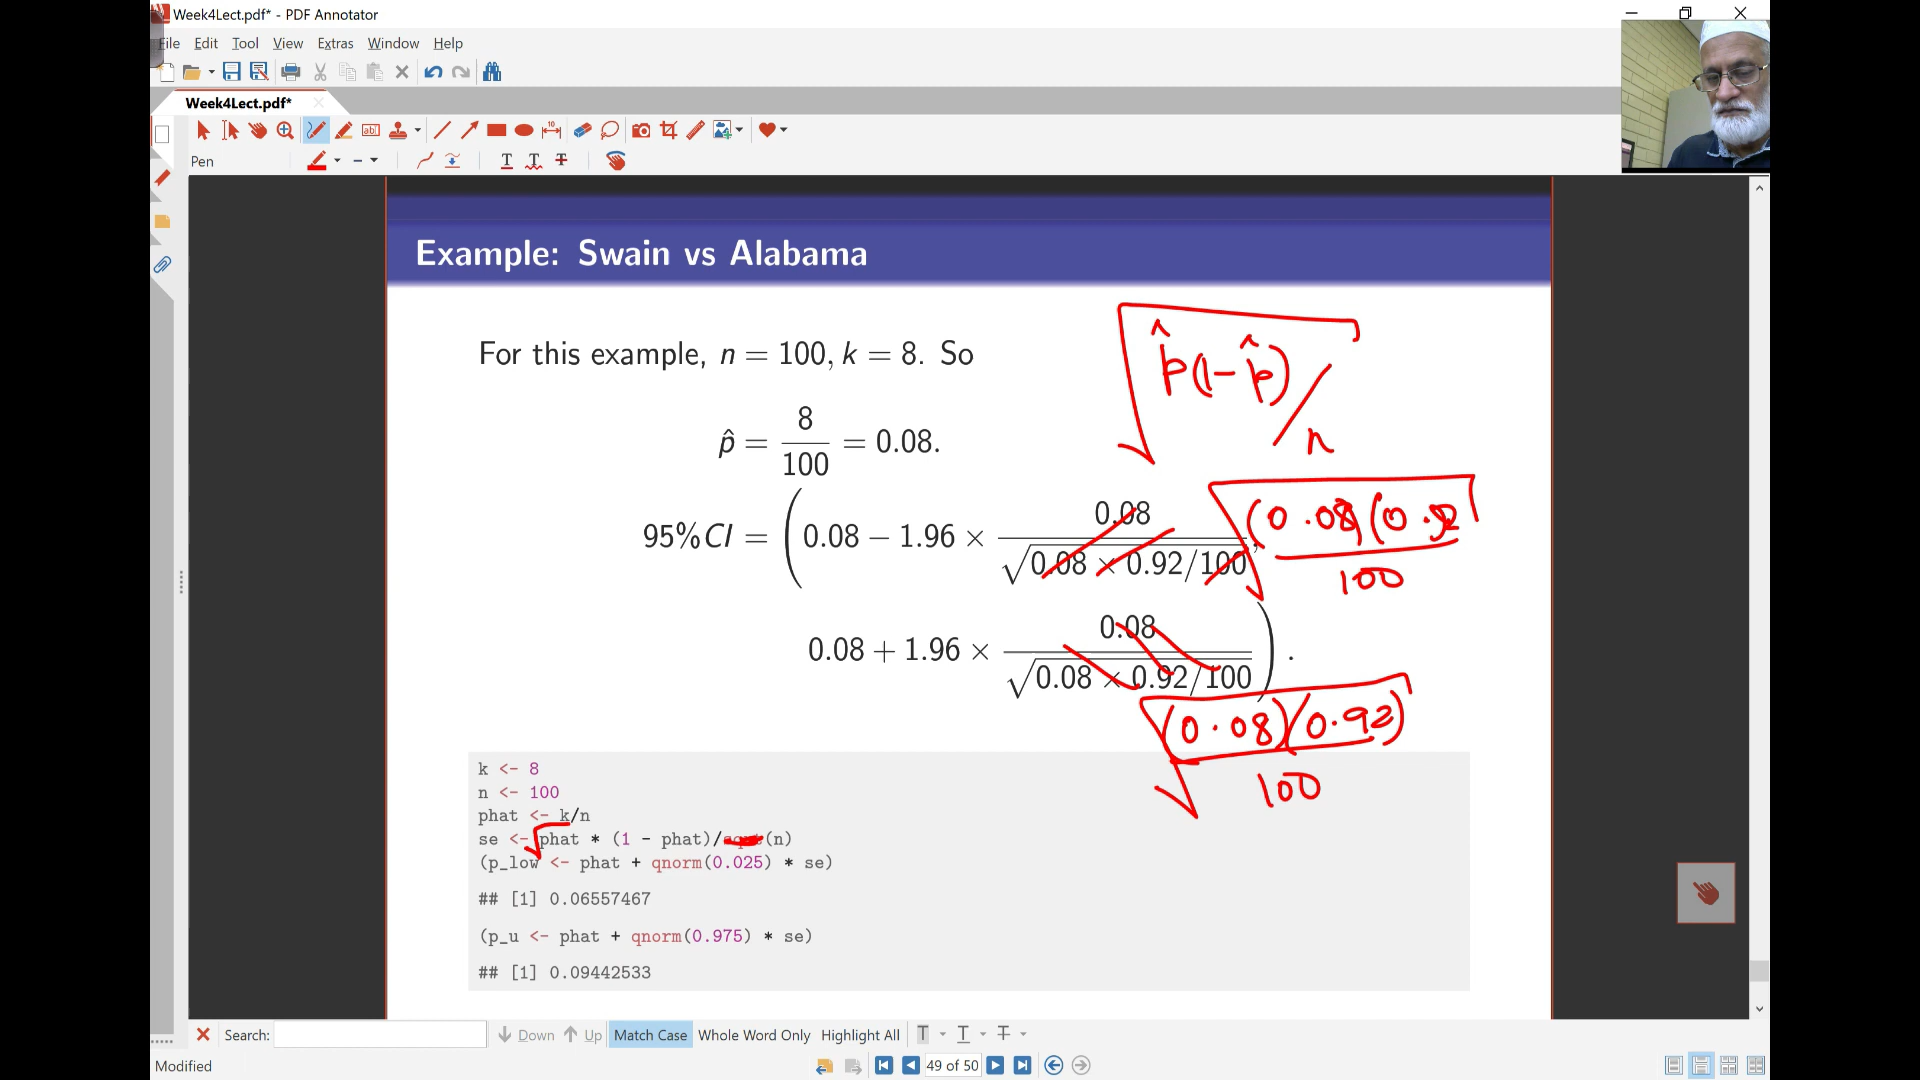 Week4Lect.pdf* - PDF Annotator
File Edit Tool View Extras Window Help
Week4Lect.pdf*
Pen
Example: Swain vs Alabama
For this example, n = 100, k = 8. So
p̂ = 8/100 = 0.08.
√p̂(1-p̂)/n
95%CI = (0.08 − 1.96 × 0.08/√0.08 × 0.92/100,
√(0.08)(0.92
100
0.08 + 1.96 × 0.08/√0.08 × 0.92/100).
√(0.08)(0.92)
100
k <- 8
n <- 100
phat <- k/n
se <- √phat * (1 - phat)/sqrt(n)
(p_low <- phat + qnorm(0.025) * se)
## [1] 0.06557467
(p_u <- phat + qnorm(0.975) * se)
## [1] 0.09442533
Search: Down Up Match Case Whole Word Only Highlight All
Modified 49 of 50